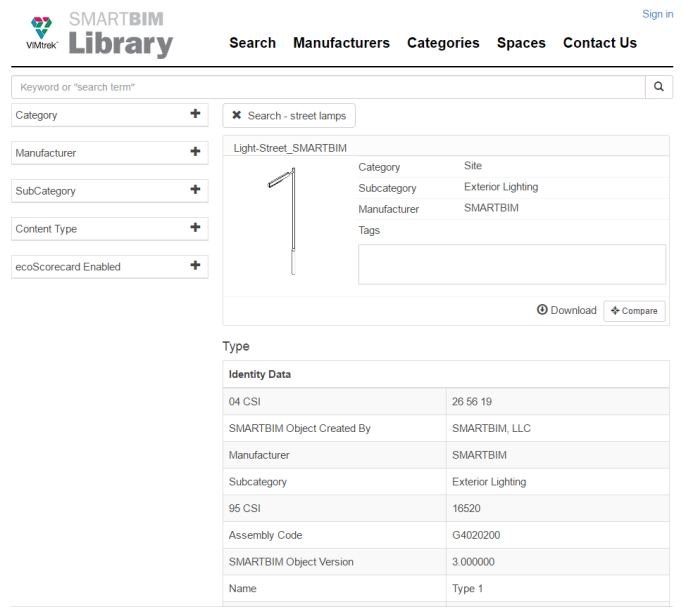 Sign in
VIMtrek
SMARTBIM
Library
Search Manufacturers Categories Spaces Contact Us
Keyword or "search term"
Category
Manufacturer
SubCategory
Content Type
ecoScorecard Enabled
Search - street lamps
Light-Street_SMARTBIM
Category Site
Subcategory Exterior Lighting
Manufacturer SMARTBIM
Tags
Download Compare
Type
Identity Data
04 CSI 26 56 19
SMARTBIM Object Created By SMARTBIM, LLC
Manufacturer SMARTBIM
Subcategory Exterior Lighting
95 CSI 16520
Assembly Code G4020200
SMARTBIM Object Version 3.000000
Name Type 1